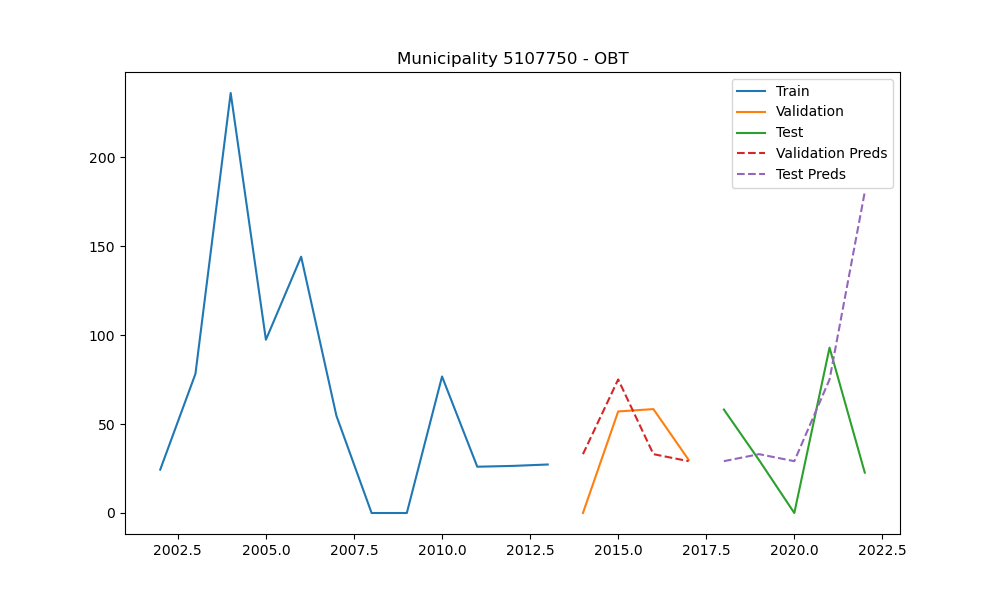 Municipality 5107750 - OBT
Train
Validation
Test
Validation Preds
Test Preds
200
150
100
50
0
2002.5 2005.0 2007.5 2010.0 2012.5 2015.0 2017.5 2020.0 2022.5